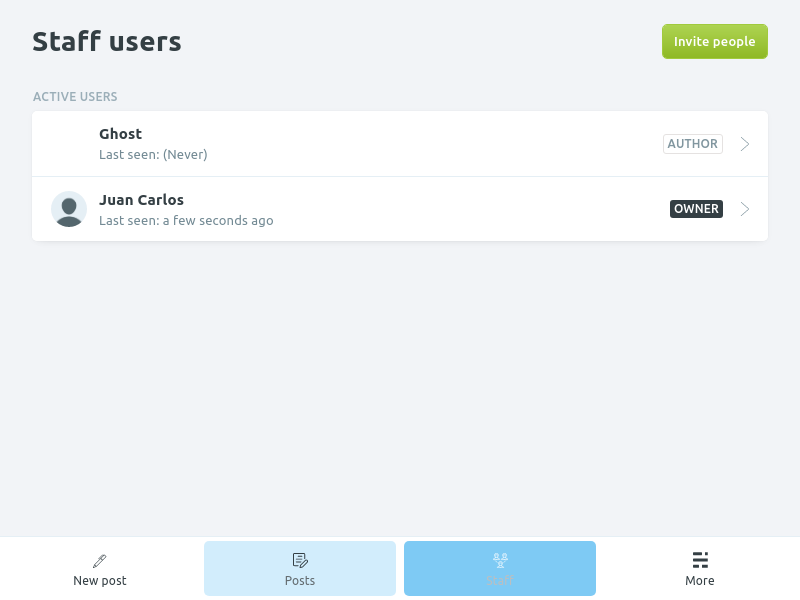 Staff users
Invite people
ACTIVE USERS
Ghost
Last seen: (Never)
AUTHOR
Juan Carlos
Last seen: a few seconds ago
OWNER
New post
Posts
Staff
More